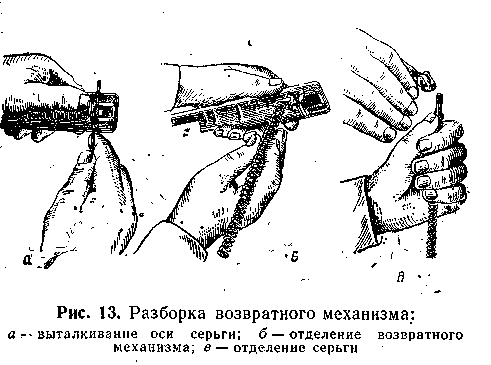 а
Б
в
Рис. 13. Разборка возвратного механизма:
а — выталкивание оси серьги; б — отделение возвратного
механизма; в — отделение серьги